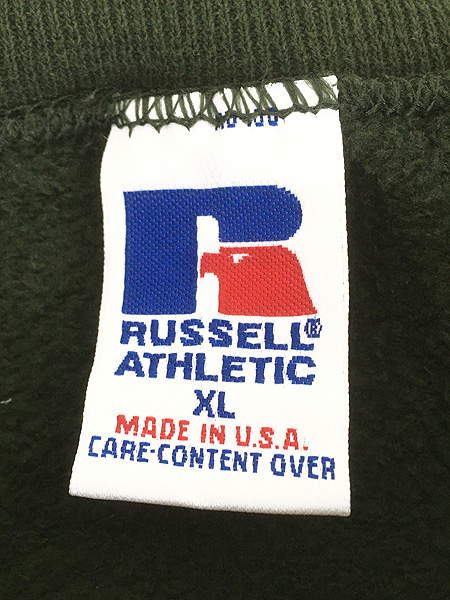 RUSSELL®
ATHLETIC
XL
MADE IN U.S.A.
CARE-CONTENT OVER